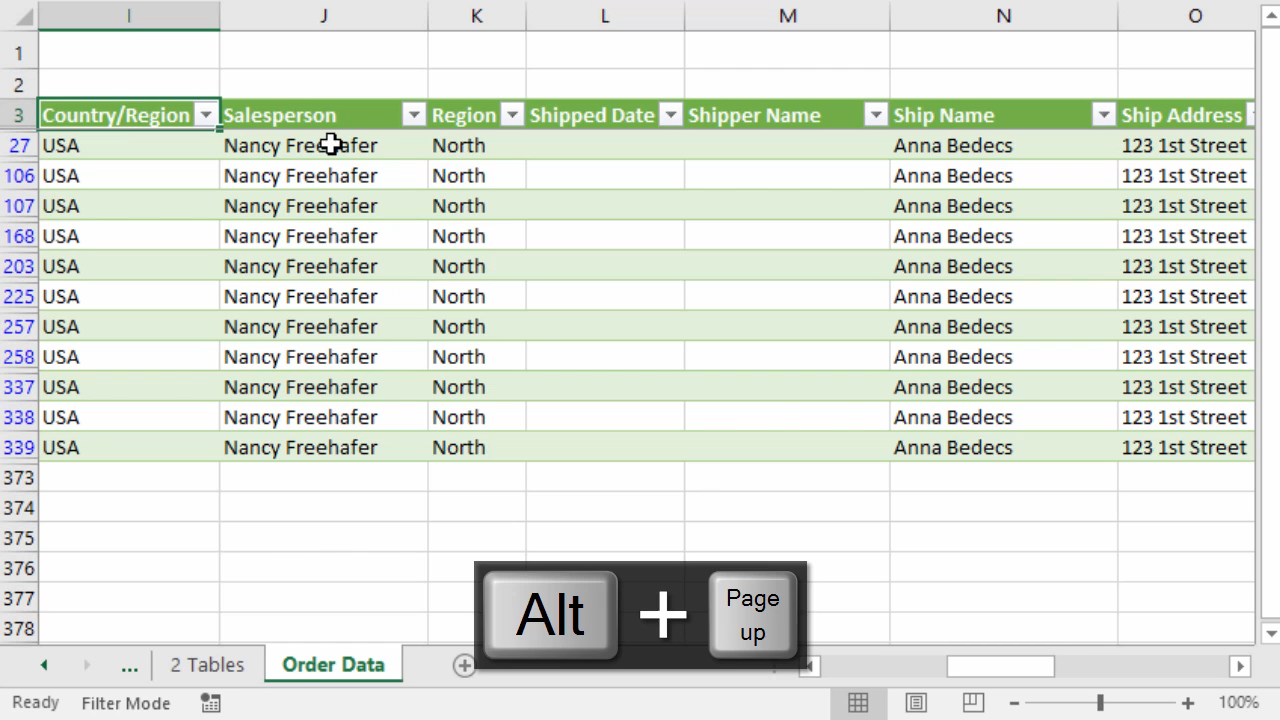 I J K L M N O
1
2
3 Country/Region Salesperson Region Shipped Date Shipper Name Ship Name Ship Address
27 USA Nancy Freehafer North Anna Bedecs 123 1st Street
106 USA Nancy Freehafer North Anna Bedecs 123 1st Street
107 USA Nancy Freehafer North Anna Bedecs 123 1st Street
168 USA Nancy Freehafer North Anna Bedecs 123 1st Street
203 USA Nancy Freehafer North Anna Bedecs 123 1st Street
225 USA Nancy Freehafer North Anna Bedecs 123 1st Street
257 USA Nancy Freehafer North Anna Bedecs 123 1st Street
258 USA Nancy Freehafer North Anna Bedecs 123 1st Street
337 USA Nancy Freehafer North Anna Bedecs 123 1st Street
338 USA Nancy Freehafer North Anna Bedecs 123 1st Street
339 USA Nancy Freehafer North Anna Bedecs 123 1st Street
373
374
375
376
377
378
Alt + Page
up
... 2 Tables Order Data
Ready Filter Mode 100%